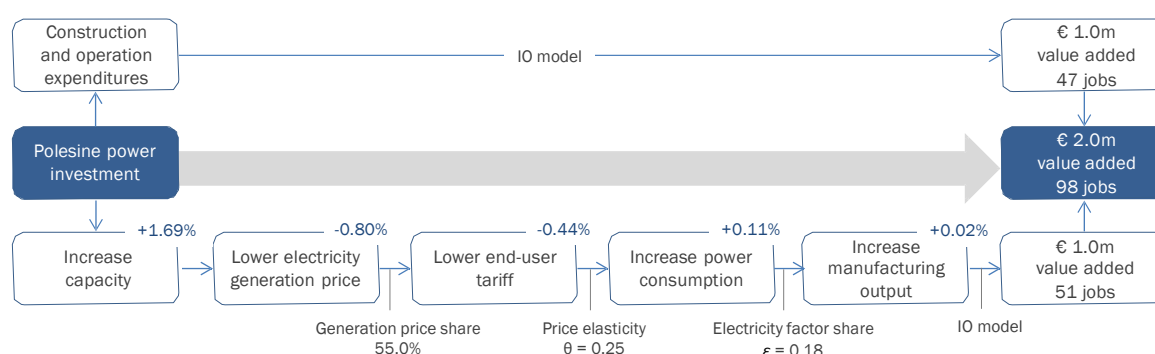 Construction
and operation
expenditures
IO model
€ 1.0m
value added
47 jobs
Polesine power
investment
€ 2.0m
value added
98 jobs
+1.69%
-0.80%
-0.44%
+0.11%
+0.02%
Increase
capacity
Lower electricity
generation price
Lower end-user
tariff
Increase power
consumption
Increase
manufacturing
output
€ 1.0m
value added
51 jobs
Generation price share
55.0%
Price elasticity
θ = 0.25
Electricity factor share
ε = 0.18
IO model